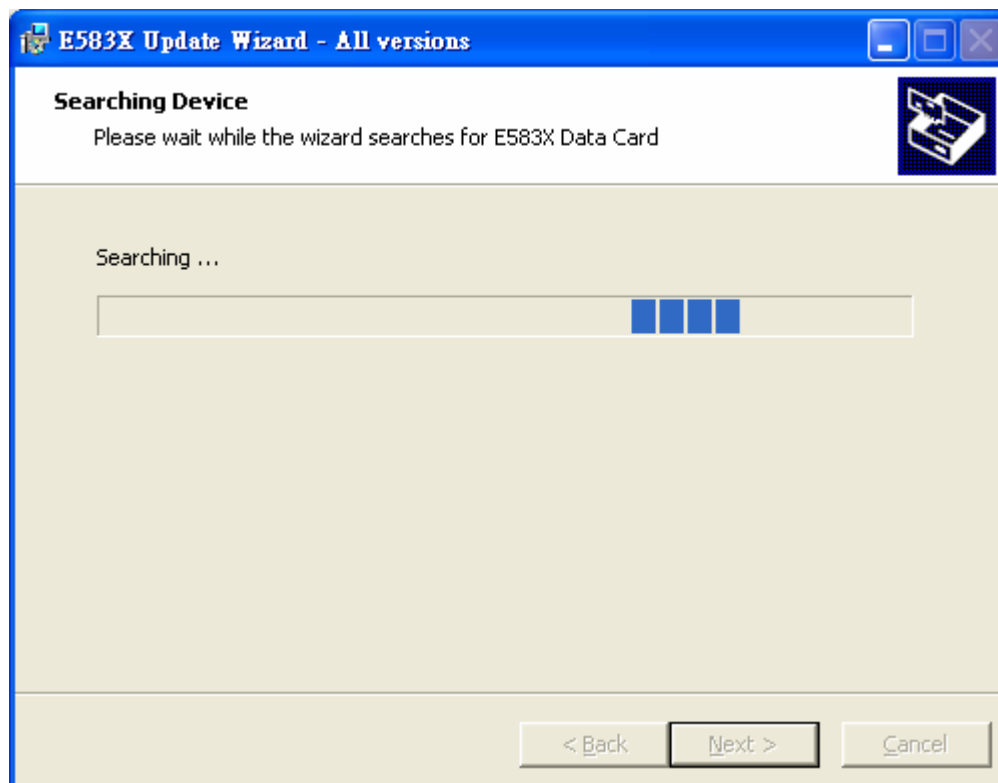 E583X Update Wizard - All versions
Searching Device
Please wait while the wizard searches for E583X Data Card
Searching ...
< Back
Next >
Cancel